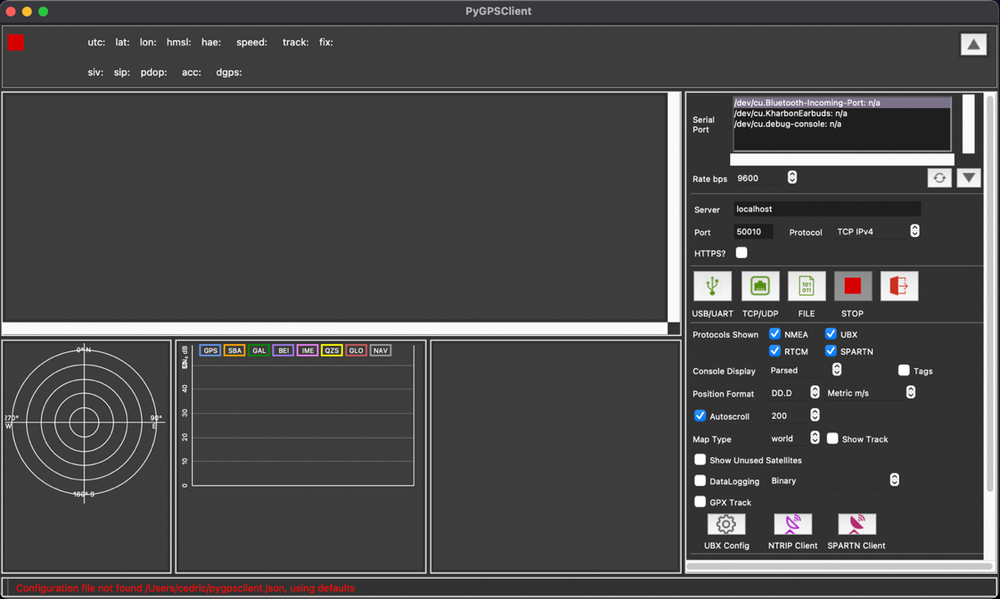 PyGPSClient
utc: lat: lon: hmsl: hae: speed: track: fix:
siv: sip: pdop: acc: dgps:
Serial Port
/dev/cu.Bluetooth-Incoming-Port: n/a
/dev/cu.KharbonEarbuds: n/a
/dev/cu.debug-console: n/a
Rate bps 9600
Server localhost
Port 50010 Protocol TCP IPv4
HTTPS?
101
011
USB/UART TCP/UDP FILE STOP
Protocols Shown NMEA UBX
RTCM SPARTN
Console Display Parsed Tags
Position Format DD.D Metric m/s
Autoscroll 200
Map Type world Show Track
Show Unused Satellites
DataLogging Binary
GPX Track
UBX Config NTRIP Client SPARTN Client
0° N
270°
W
90°
E
180° S
GPS SBA GAL BEI IME QZS GLO NAV
40
30
20
10
0
Configuration file not found /Users/cedric/pygpsclient.json, using defaults